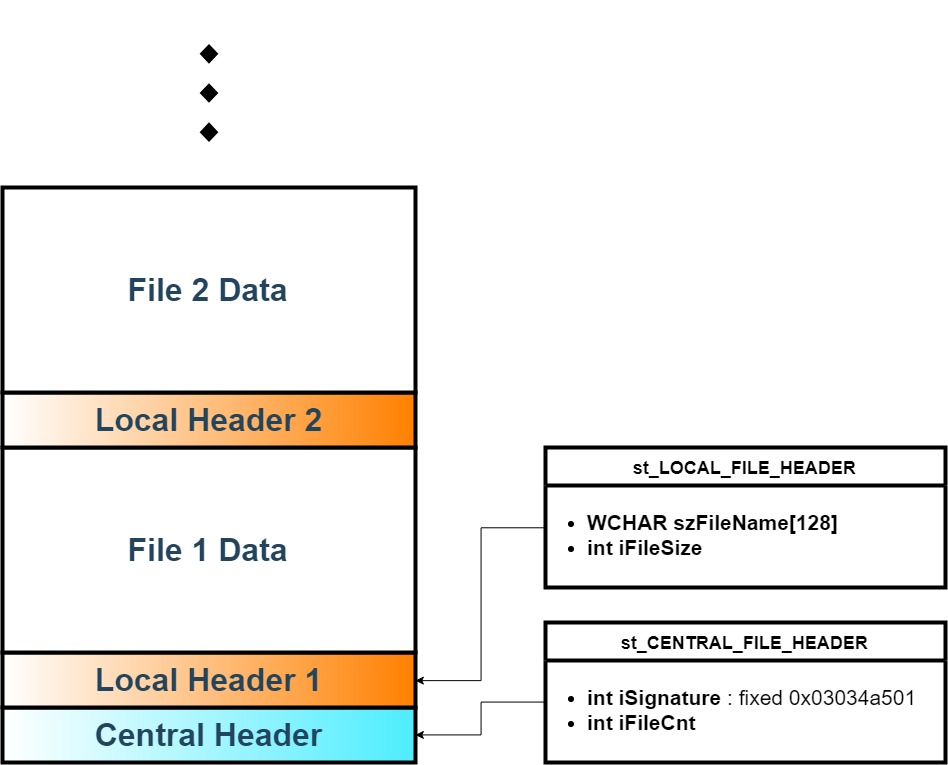 File 2 Data
Local Header 2
File 1 Data
Local Header 1
Central Header
st_LOCAL_FILE_HEADER
• WCHAR szFileName[128]
• int iFileSize
st_CENTRAL_FILE_HEADER
• int iSignature : fixed 0x03034a501
• int iFileCnt